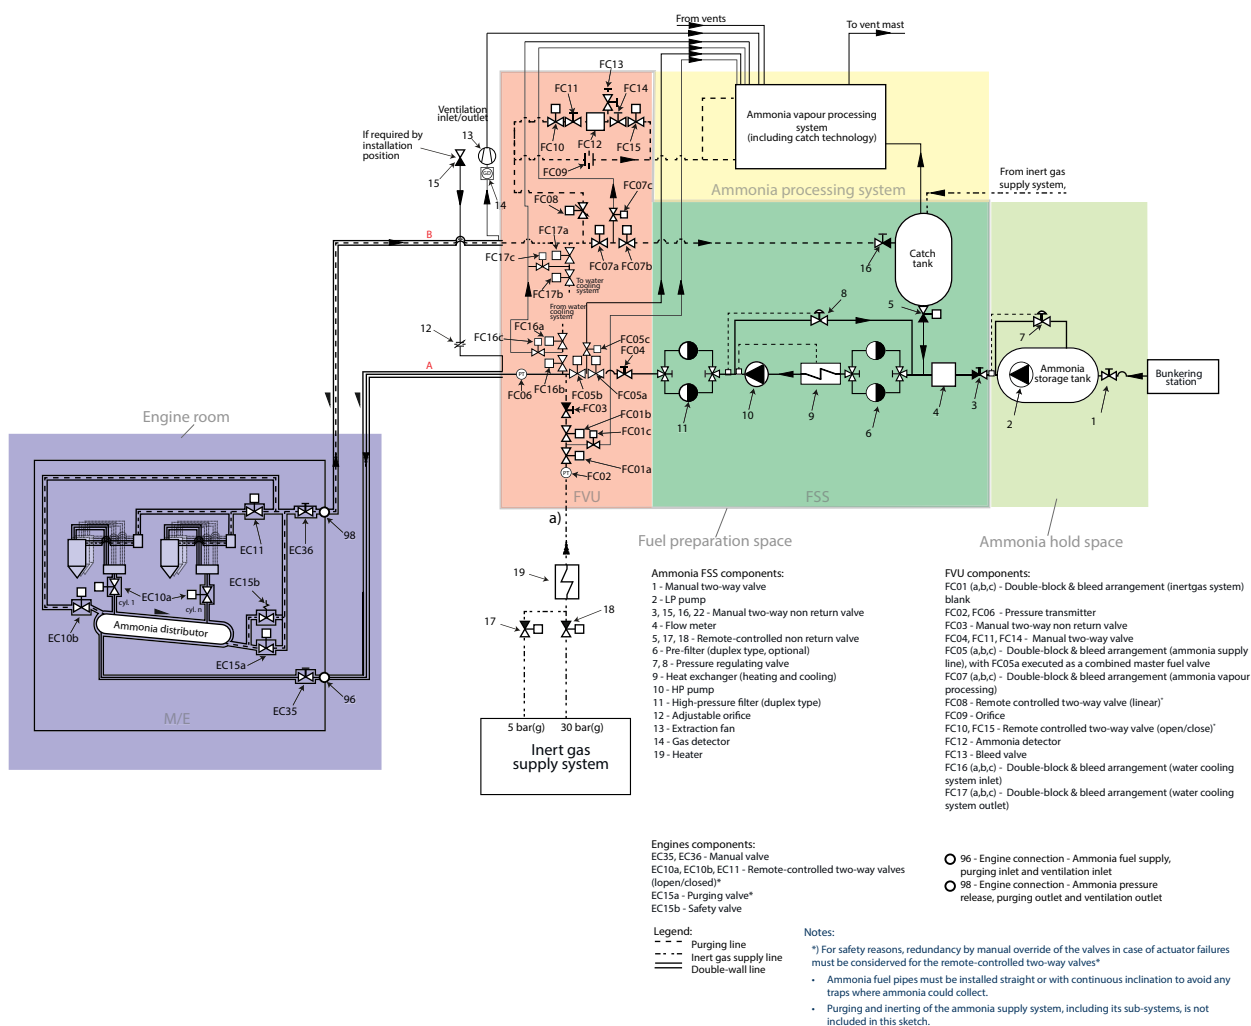 From vents
To vent mast
FC13
FC11
FC14
FC10
FC12
FC15
FC09
Ammonia vapour processing
system
(including catch technology)
Ammonia processing system
From inert gas
supply system,
Ventilation
inlet/outlet
13
If required by
installation
position
15
GD
14
FC08
FC07c
FC17a
FC17c
FC07a
FC07b
FC17b
To water
cooling
system
B
16
Catch
tank
5
8
7
12
From water
cooling
system
FC16a
FC16c
FC05c
FC04
A
PT
FC06
FC16b
FC05b
FC05a
FC03
FC01b
FC01c
FC01a
PT
FC02
11
10
9
6
4
3
Ammonia
storage tank
2
1
Bunkering
station
FVU
FSS
Engine room
a)
Fuel preparation space
Ammonia hold space
EC11
EC36
98
EC10a
cyl. 1
cyl. n
EC15b
EC10b
Ammonia distributor
EC15a
EC35
96
M/E
19
18
17
5 bar(g)
30 bar(g)
Inert gas
supply system
Ammonia FSS components:
1 - Manual two-way valve
2 - LP pump
3, 15, 16, 22 - Manual two-way non return valve
4 - Flow meter
5, 17, 18 - Remote-controlled non return valve
6 - Pre-filter (duplex type, optional)
7, 8 - Pressure regulating valve
9 - Heat exchanger (heating and cooling)
10 - HP pump
11 - High-pressure filter (duplex type)
12 - Adjustable orifice
13 - Extraction fan
14 - Gas detector
19 - Heater
FVU components:
FC01 (a,b,c) - Double-block & bleed arrangement (inertgas system)
blank
FC02, FC06 - Pressure transmitter
FC03 - Manual two-way non return valve
FC04, FC11, FC14 - Manual two-way valve
FC05 (a,b,c) - Double-block & bleed arrangement (ammonia supply
line), with FC05a executed as a combined master fuel valve
FC07 (a,b,c) - Double-block & bleed arrangement (ammonia vapour
processing)
FC08 - Remote controlled two-way valve (linear)*
FC09 - Orifice
FC10, FC15 - Remote controlled two-way valve (open/close)*
FC12 - Ammonia detector
FC13 - Bleed valve
FC16 (a,b,c) - Double-block & bleed arrangement (water cooling
system inlet)
FC17 (a,b,c) - Double-block & bleed arrangement (water cooling
system outlet)
Engines components:
EC35, EC36 - Manual valve
EC10a, EC10b, EC11 - Remote-controlled two-way valves
(lopen/closed)*
EC15a - Purging valve*
EC15b - Safety valve
96 - Engine connection - Ammonia fuel supply,
purging inlet and ventilation inlet
98 - Engine connection - Ammonia pressure
release, purging outlet and ventilation outlet
Legend:
Purging line
Inert gas supply line
Double-wall line
Notes:
*) For safety reasons, redundancy by manual override of the valves in case of actuator failures
must be considerved for the remote-controlled two-way valves*
• Ammonia fuel pipes must be installed straight or with continuous inclination to avoid any
traps where ammonia could collect.
• Purging and inerting of the ammonia supply system, including its sub-systems, is not
included in this sketch.